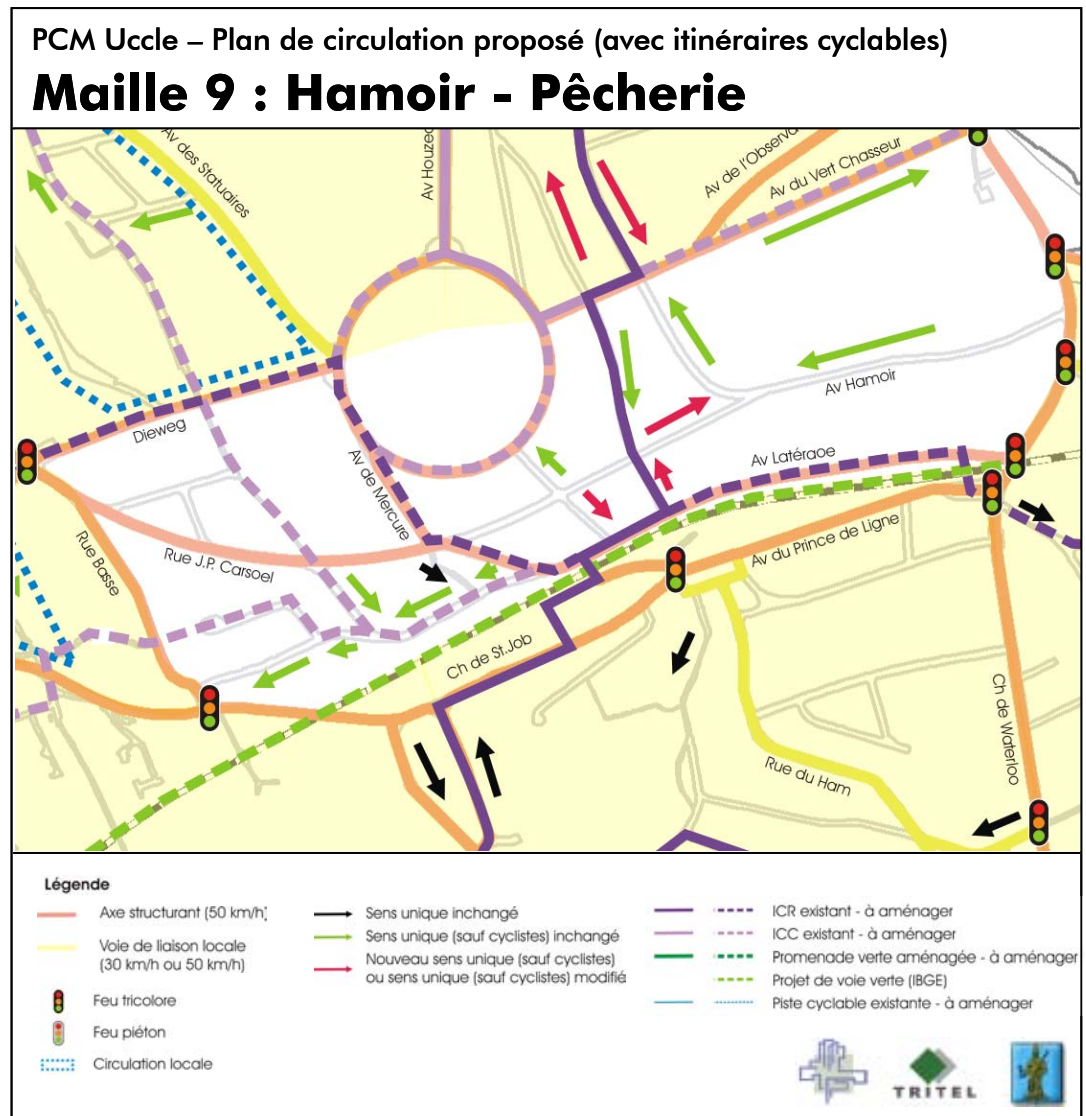 PCM Uccle – Plan de circulation proposé (avec itinéraires cyclables)
Maille 9 : Hamoir - Pêcherie
Av des Statuaires
Av Houzec
Av de l'Observa
Av du Vert Chasseur
Av Hamoir
Dieweg
Av de Mercure
Av Latéraoe
Rue Basse
Rue J.P. Carsoel
Av du Prince de Ligne
Ch de St.Job
Ch de Waterloo
Rue du Ham
Légende
Axe structurant (50 km/h)
Voie de liaison locale
(30 km/h ou 50 km/h)
Feu tricolore
Feu piéton
Circulation locale
Sens unique inchangé
Sens unique (sauf cyclistes) inchangé
Nouveau sens unique (sauf cyclistes)
ou sens unique (sauf cyclistes) modifié
ICR existant - à aménager
ICC existant - à aménager
Promenade verte aménagée - à aménager
Projet de voie verte (IBGE)
Piste cyclable existante - à aménager
TRITEL